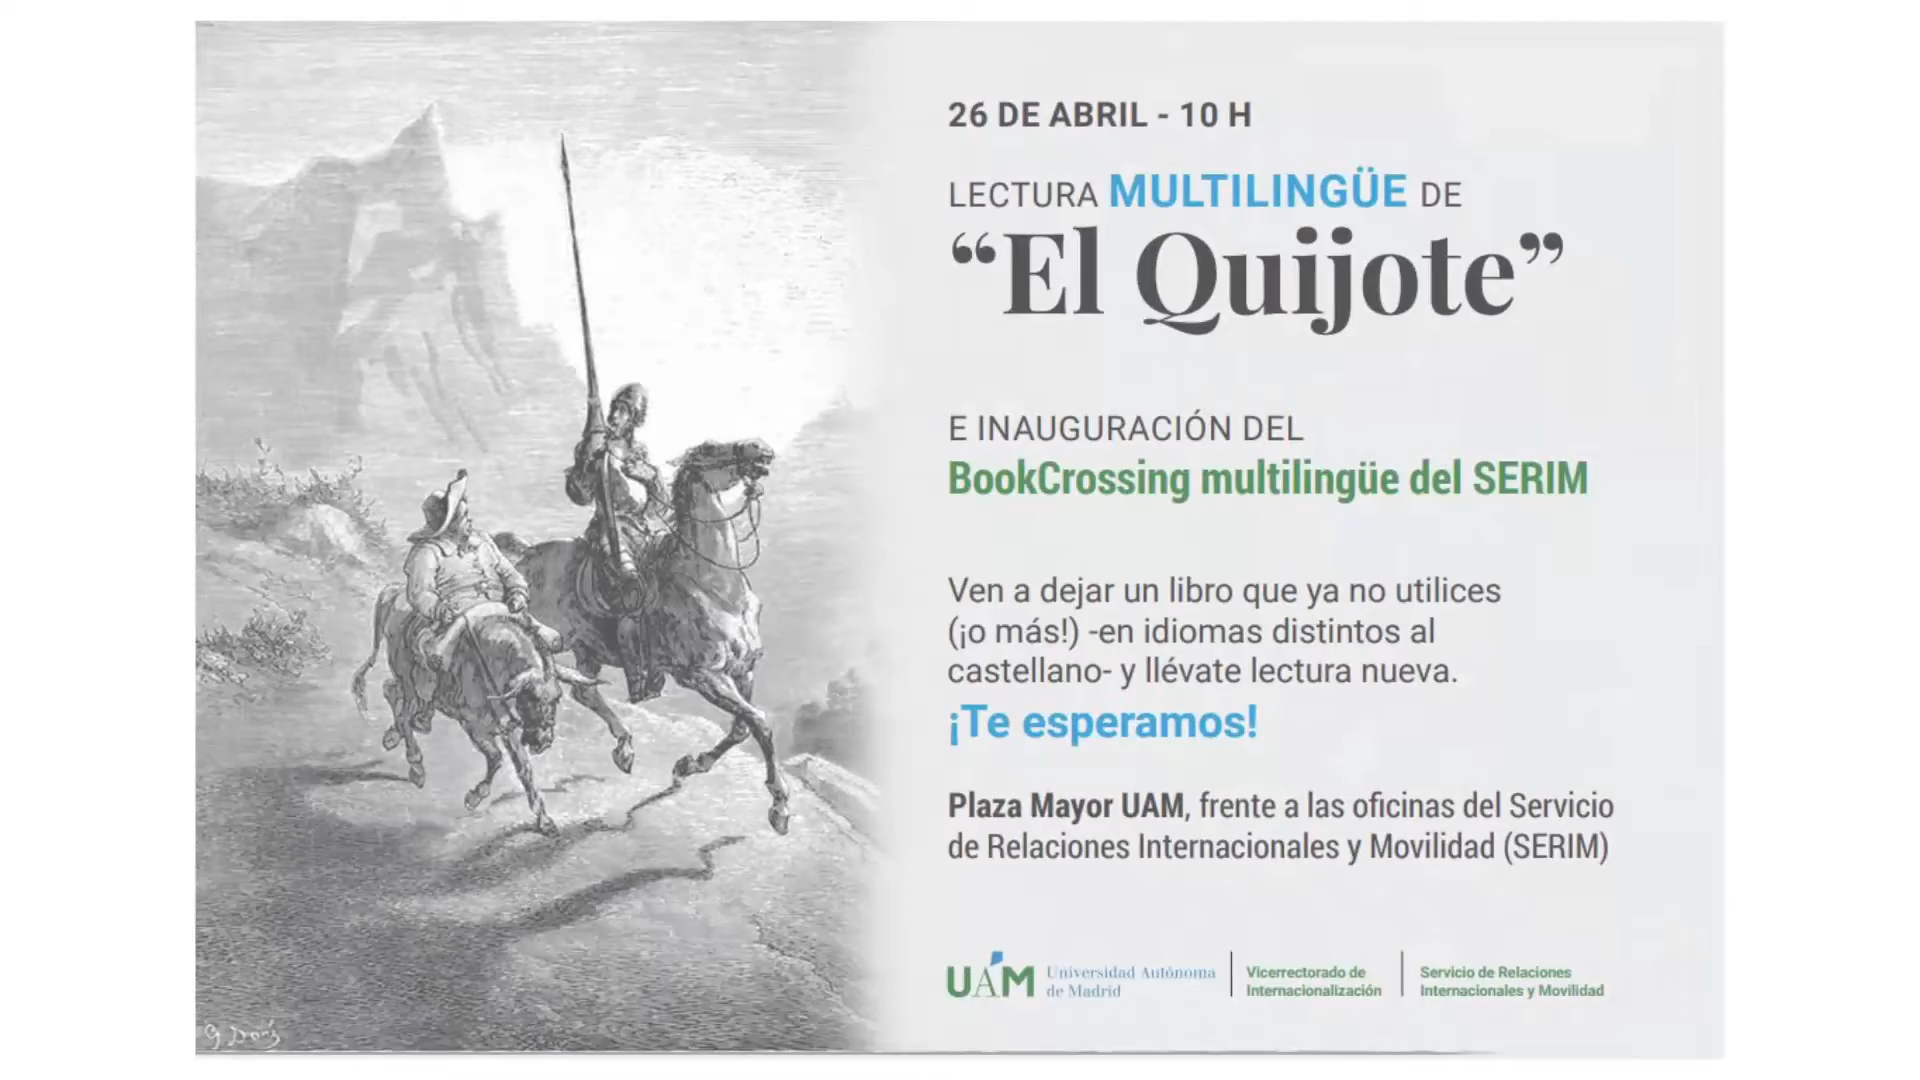 26 DE ABRIL - 10 H
LECTURA MULTILINGÜE DE
“El Quijote”
E INAUGURACIÓN DEL
BookCrossing multilingüe del SERIM
Ven a dejar un libro que ya no utilices
(¡o más!) -en idiomas distintos al
castellano- y llévate lectura nueva.
¡Te esperamos!
Plaza Mayor UAM, frente a las oficinas del Servicio
de Relaciones Internacionales y Movilidad (SERIM)
UAM Universidad Autónoma
de Madrid
Vicerrectorado de
Internacionalización
Servicio de Relaciones
Internacionales y Movilidad
G Doré